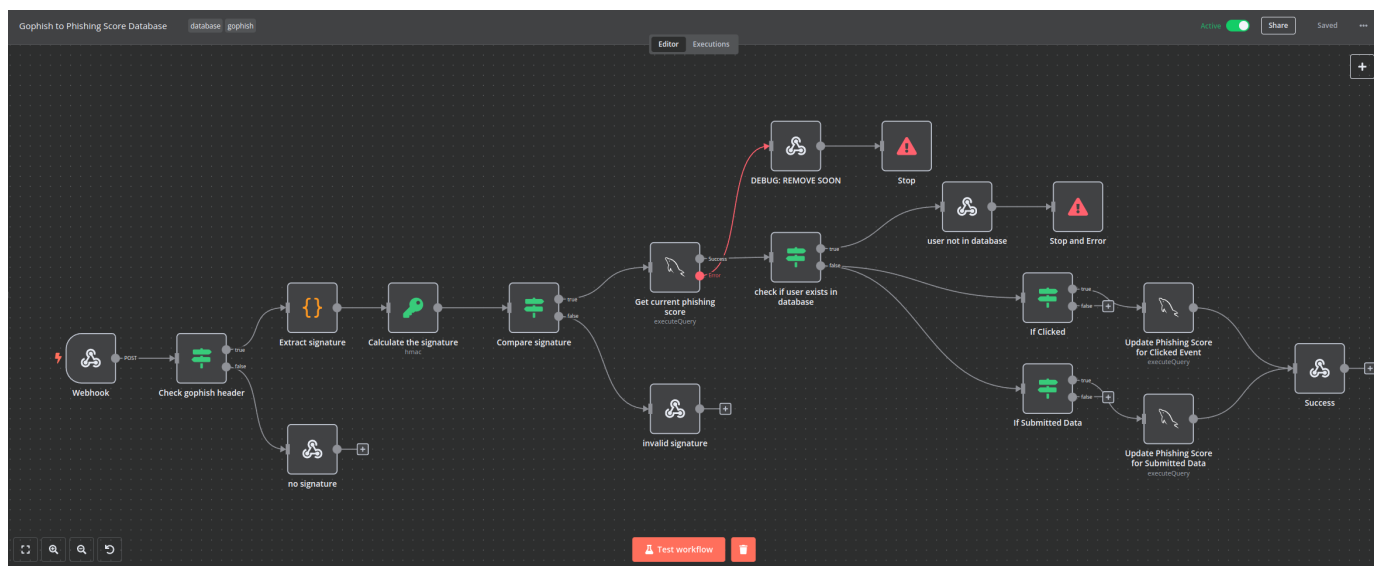 Gophish to Phishing Score Database
database
gophish
Active
Share
Saved
Editor
Executions
DEBUG: REMOVE SOON
Stop
true
user not in database
Stop and Error
Success
Error
true
false
check if user exists in
database
Get current phishing
score
executeQuery
true
false
If Clicked
Update Phishing Score
for Clicked Event
executeQuery
Extract signature
Calculate the signature
hmac
Compare signature
true
false
POST
Webhook
true
false
Check gophish header
no signature
invalid signature
true
false
If Submitted Data
Update Phishing Score
for Submitted Data
executeQuery
Success
Test workflow